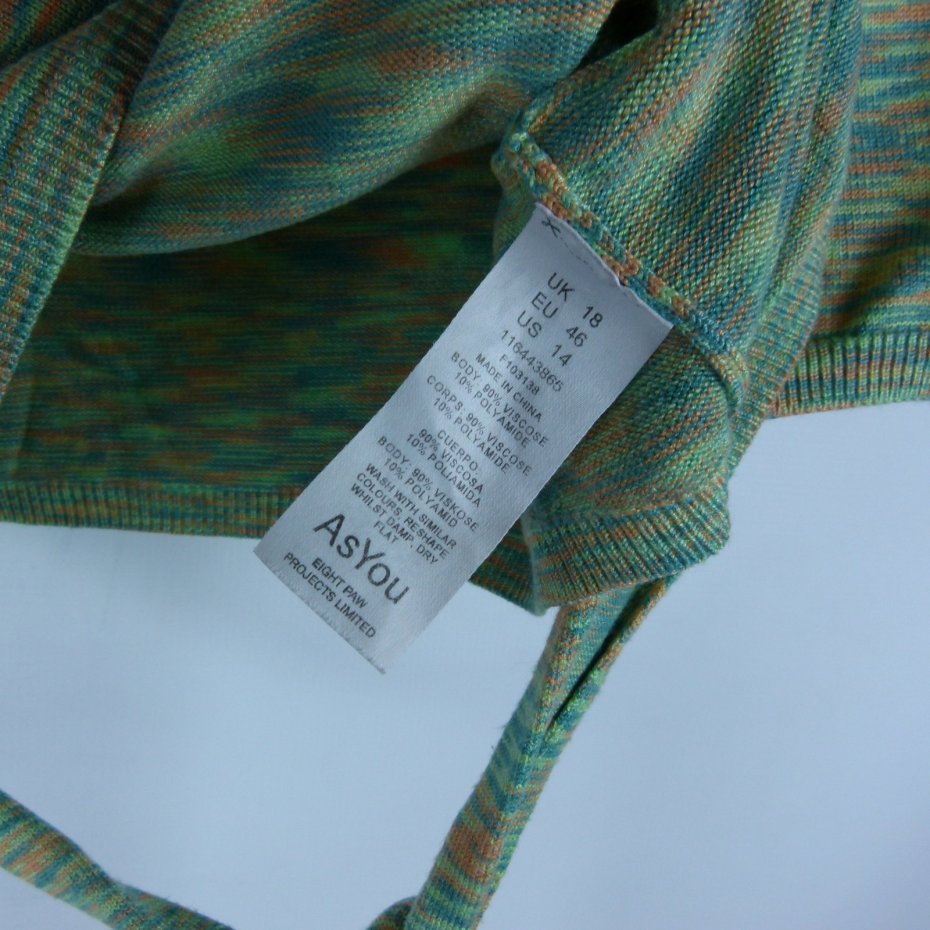 UK 18
EU 46
US 14
116443865
F103138
MADE IN CHINA
BODY: 90% VISCOSE
10% POLYAMIDE
CORPS: 90% VISCOSE
10% POLYAMIDE
CUERPO:
90% VISCOSA
10% POLIAMIDA
BODY: 90% VISKOSE
10% POLYAMID
WASH WITH SIMILAR
COLOURS, RESHAPE
WHILST DAMP, DRY
FLAT
AsYou
EIGHT PAW
PROJECTS LIMITED